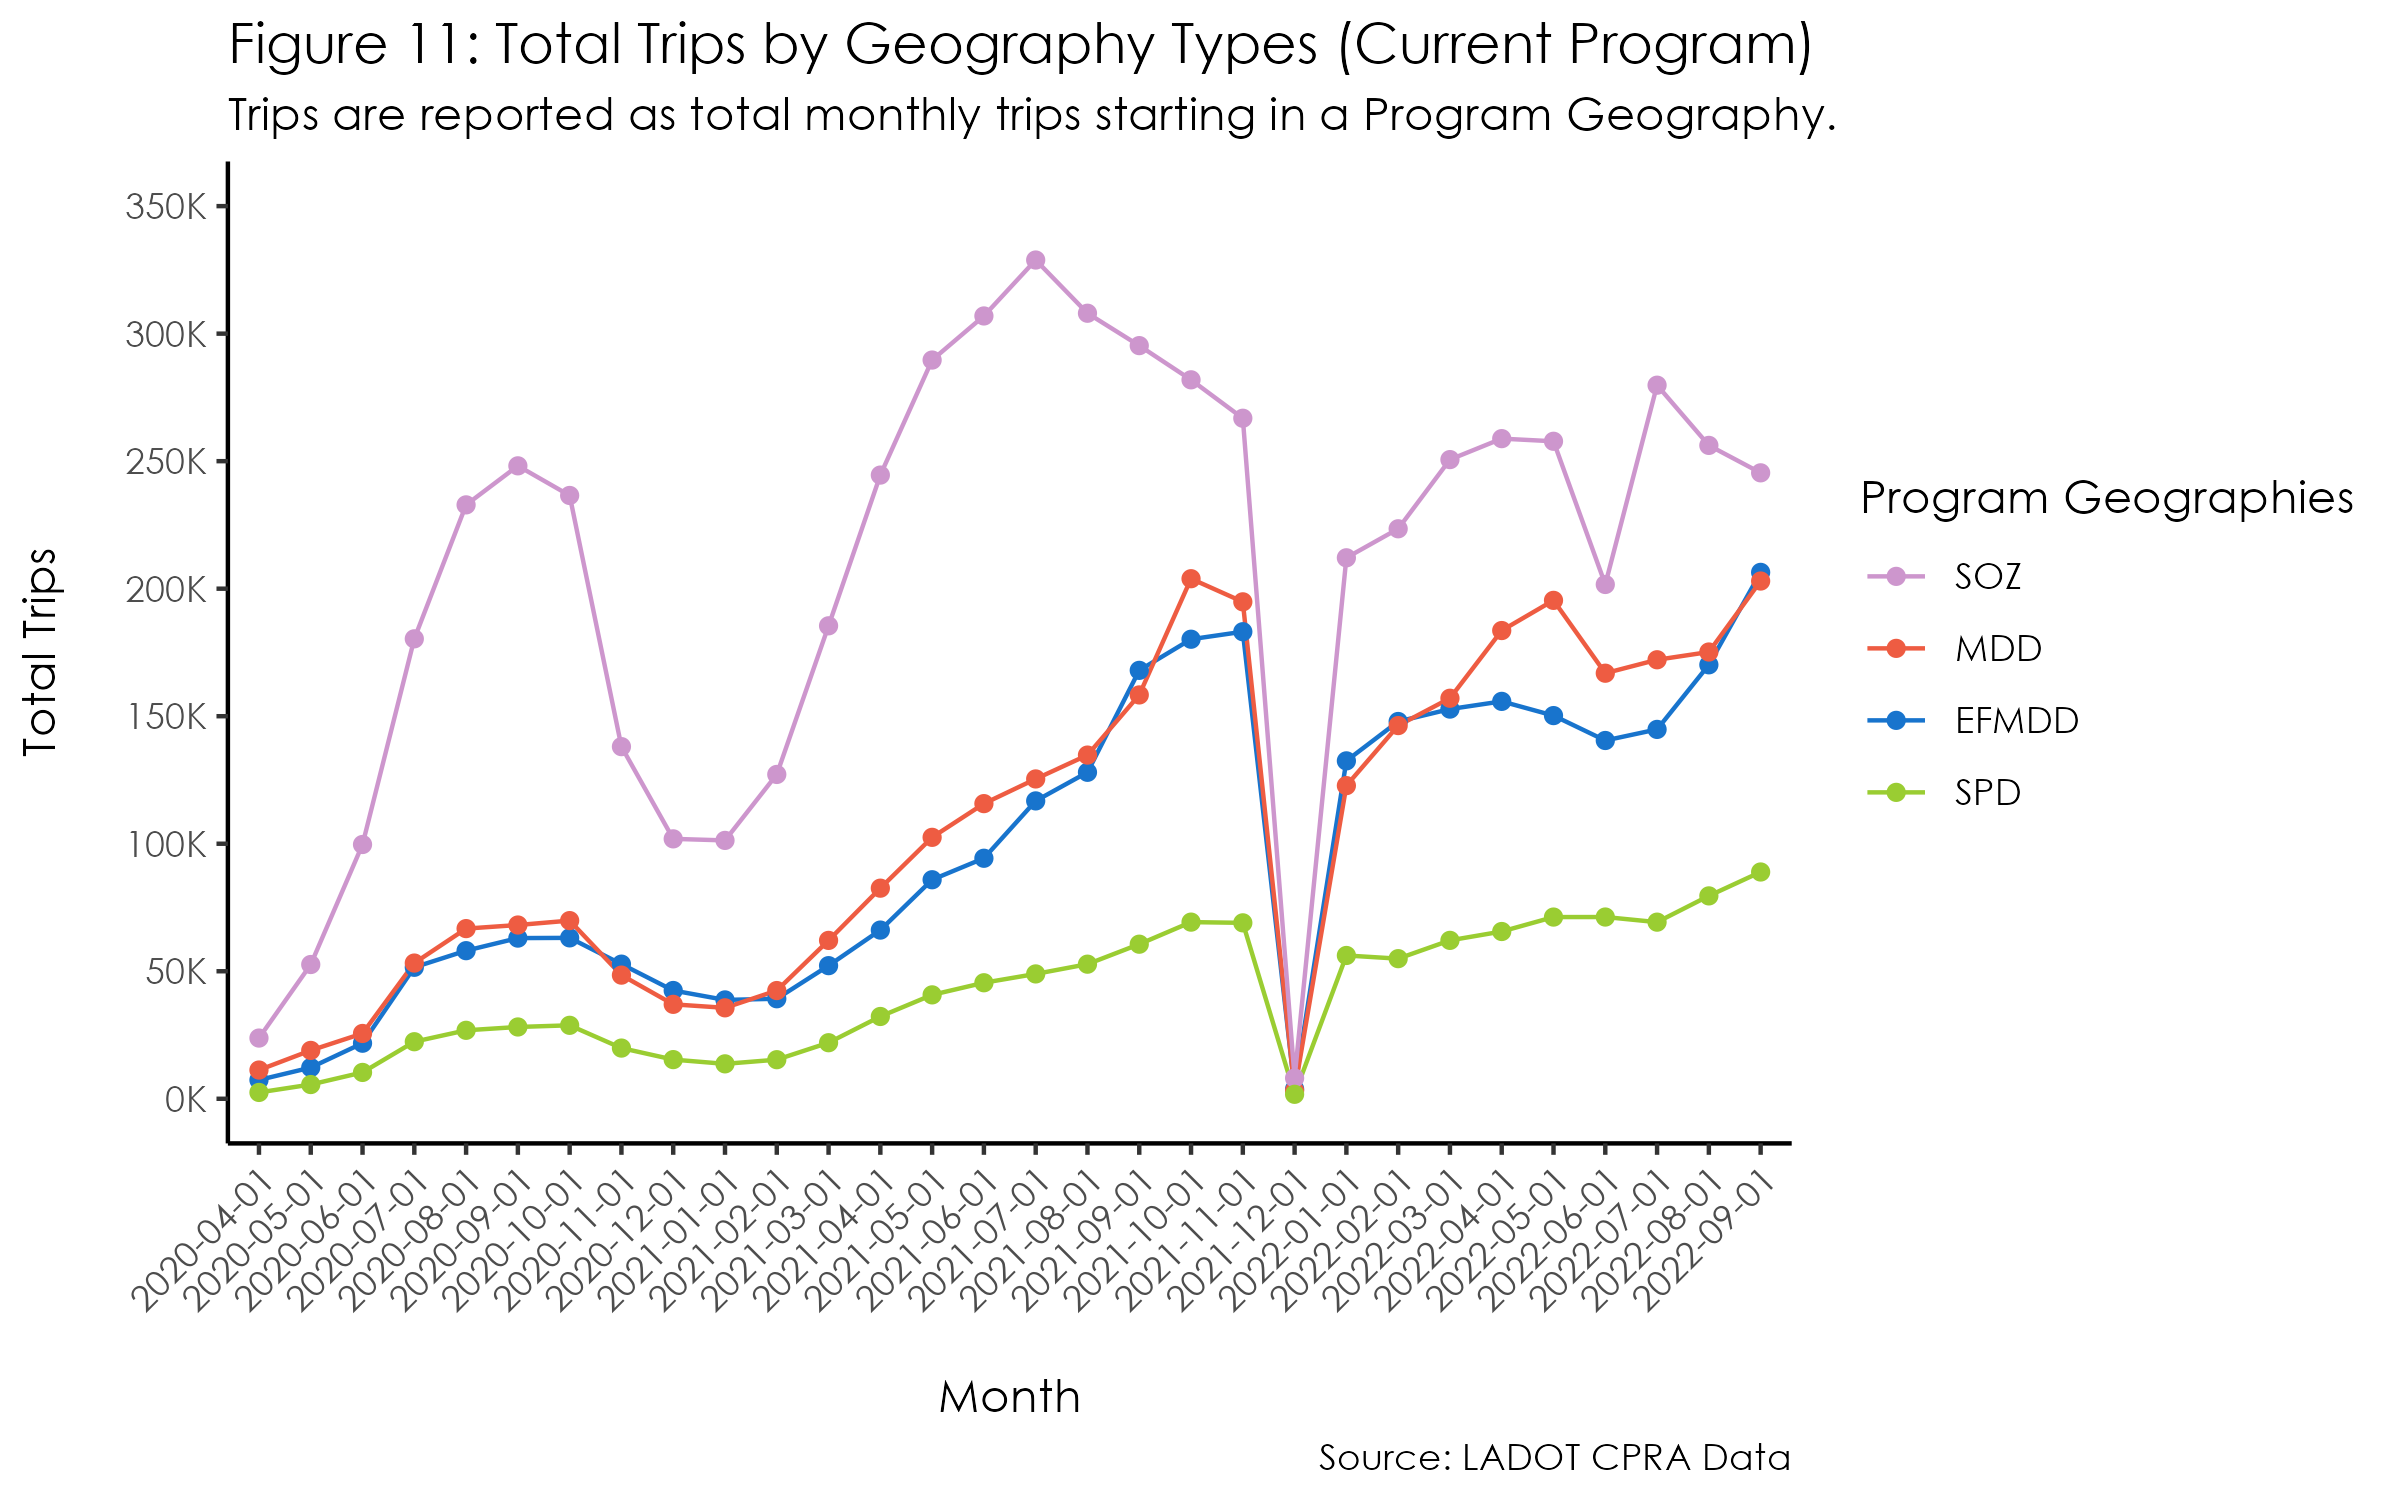 Figure 11: Total Trips by Geography Types (Current Program)
Trips are reported as total monthly trips starting in a Program Geography.
Total Trips
350K
300K
250K
200K
150K
100K
50K
0K
2020-04-01
2020-05-01
2020-06-01
2020-07-01
2020-08-01
2020-09-01
2020-10-01
2020-11-01
2020-12-01
2021-01-01
2021-02-01
2021-03-01
2021-04-01
2021-05-01
2021-06-01
2021-07-01
2021-08-01
2021-09-01
2021-10-01
2021-11-01
2021-12-01
2022-01-01
2022-02-01
2022-03-01
2022-04-01
2022-05-01
2022-06-01
2022-07-01
2022-08-01
2022-09-01
Month
Program Geographies
SOZ
MDD
EFMDD
SPD
Source: LADOT CPRA Data